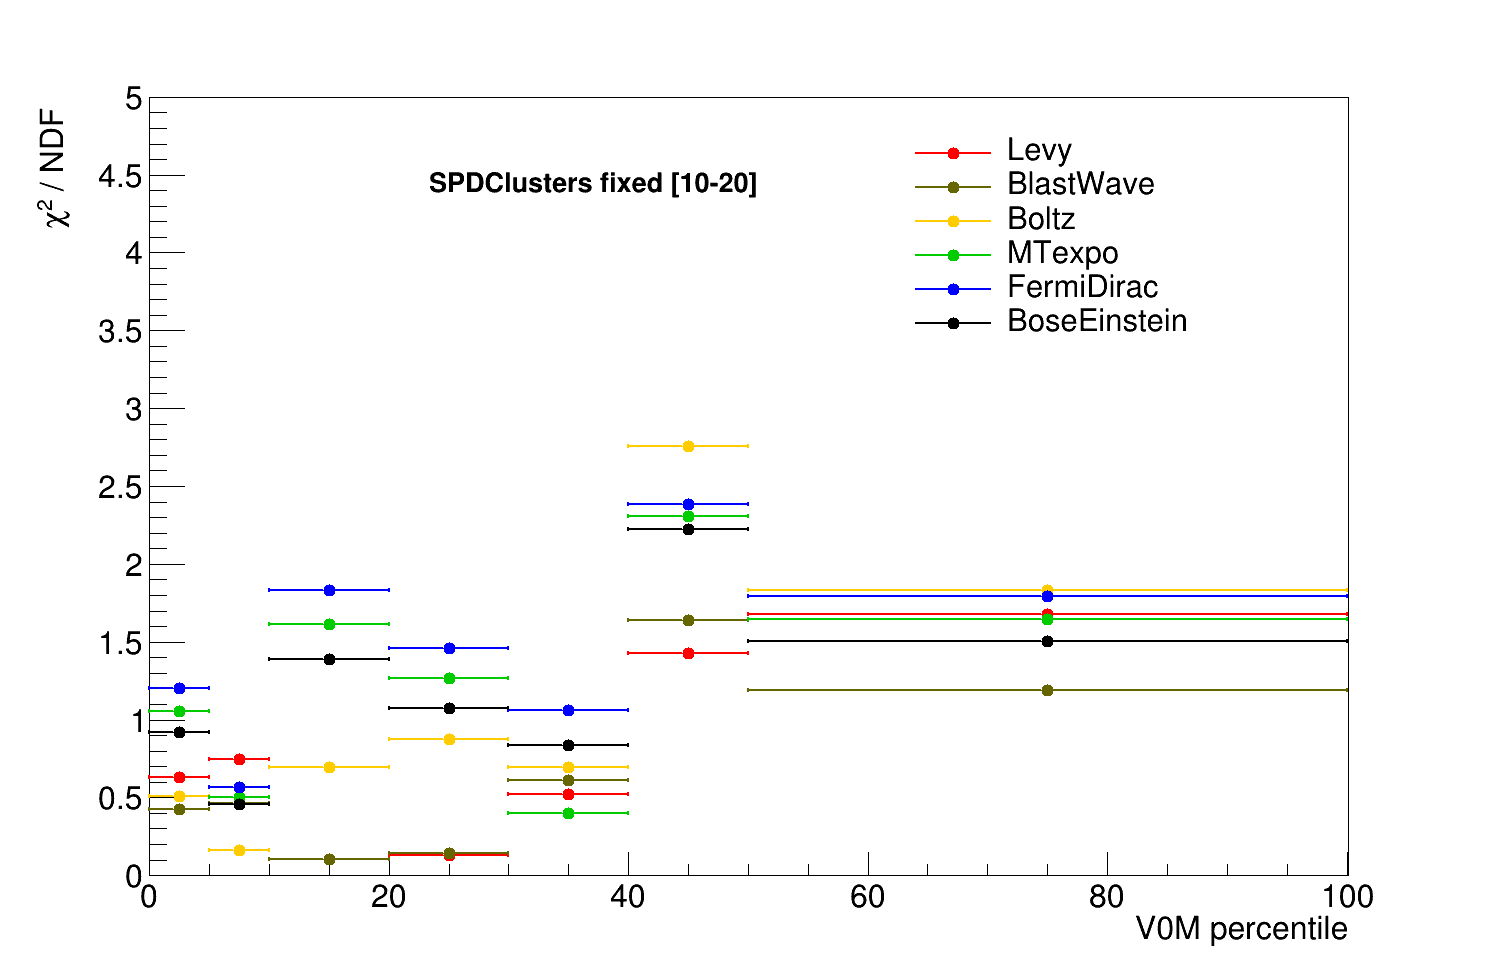 χ² / NDF
5
4.5
4
3.5
3
2.5
2
1.5
1
0.5
0
SPDClusters fixed [10-20]
Levy
BlastWave
Boltz
MTexpo
FermiDirac
BoseEinstein
0 20 40 60 80 100
V0M percentile